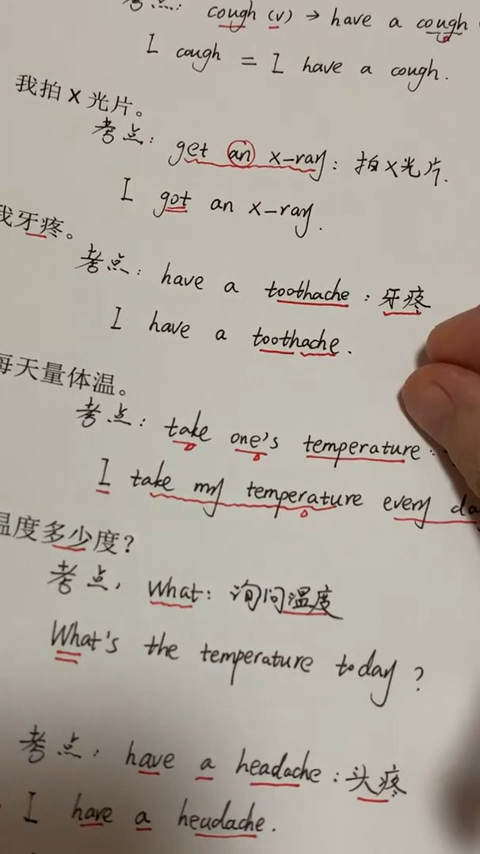 考点: cough (v) → have a cough
I cough = I have a cough.
我拍X光片。
考点: get an x-ray: 拍X光片.
I got an x-ray.
我牙疼。
考点: have a toothache: 牙疼
I have a toothache.
每天量体温。
考点: take one's temperature:
I take my temperature every da
温度多少度?
考点, What: 询问温度
What's the temperature today?
考点: have a headache: 头疼
I have a headache.